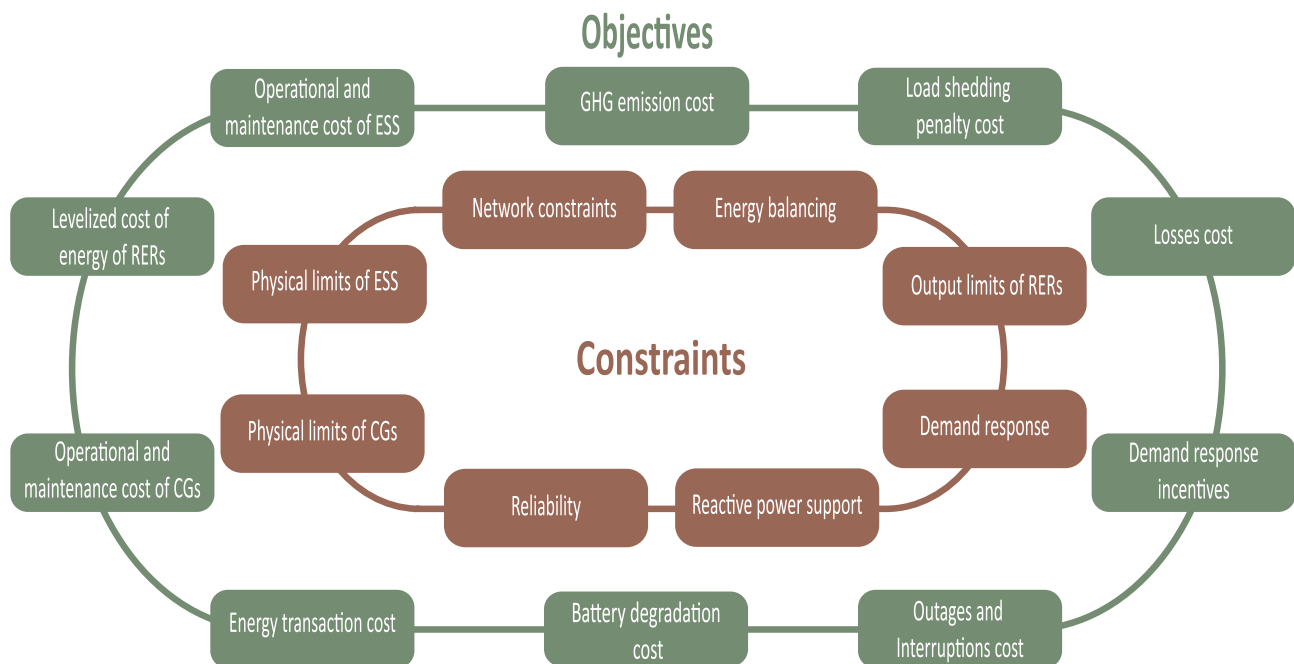 Objectives
Operational and
maintenance cost of ESS
GHG emission cost
Load shedding
penalty cost
Levelized cost of
energy of RERs
Losses cost
Operational and
maintenance cost of CGs
Demand response
incentives
Energy transaction cost
Battery degradation
cost
Outages and
Interruptions cost
Network constraints
Energy balancing
Physical limits of ESS
Output limits of RERs
Constraints
Physical limits of CGs
Demand response
Reliability
Reactive power support